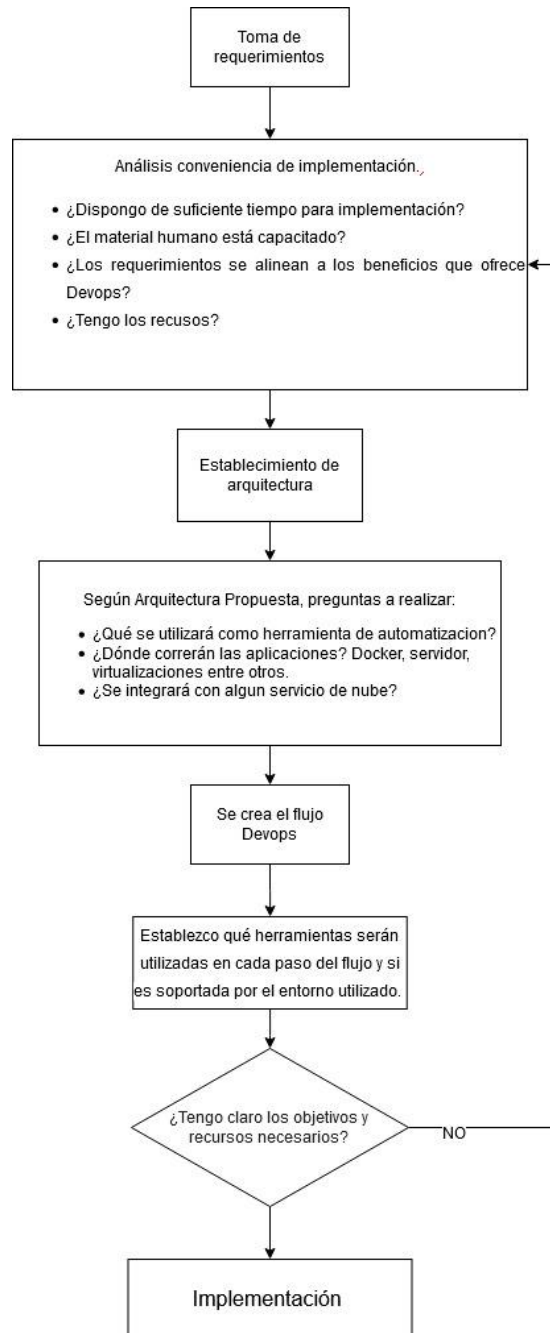 Toma de
requerimientos
Análisis conveniencia de implementación.
• ¿Dispongo de suficiente tiempo para implementación?
• ¿El material humano está capacitado?
• ¿Los requerimientos se alinean a los beneficios que ofrece
Devops?
• ¿Tengo los recusos?
Establecimiento de
arquitectura
Según Arquitectura Propuesta, preguntas a realizar:
• ¿Qué se utilizará como herramienta de automatizacion?
• ¿Dónde correrán las aplicaciones? Docker, servidor,
virtualizaciones entre otros.
• ¿Se integrará con algun servicio de nube?
Se crea el flujo
Devops
Establezco qué herramientas serán
utilizadas en cada paso del flujo y si
es soportada por el entorno utilizado.
¿Tengo claro los objetivos y
recursos necesarios?
NO
Implementación